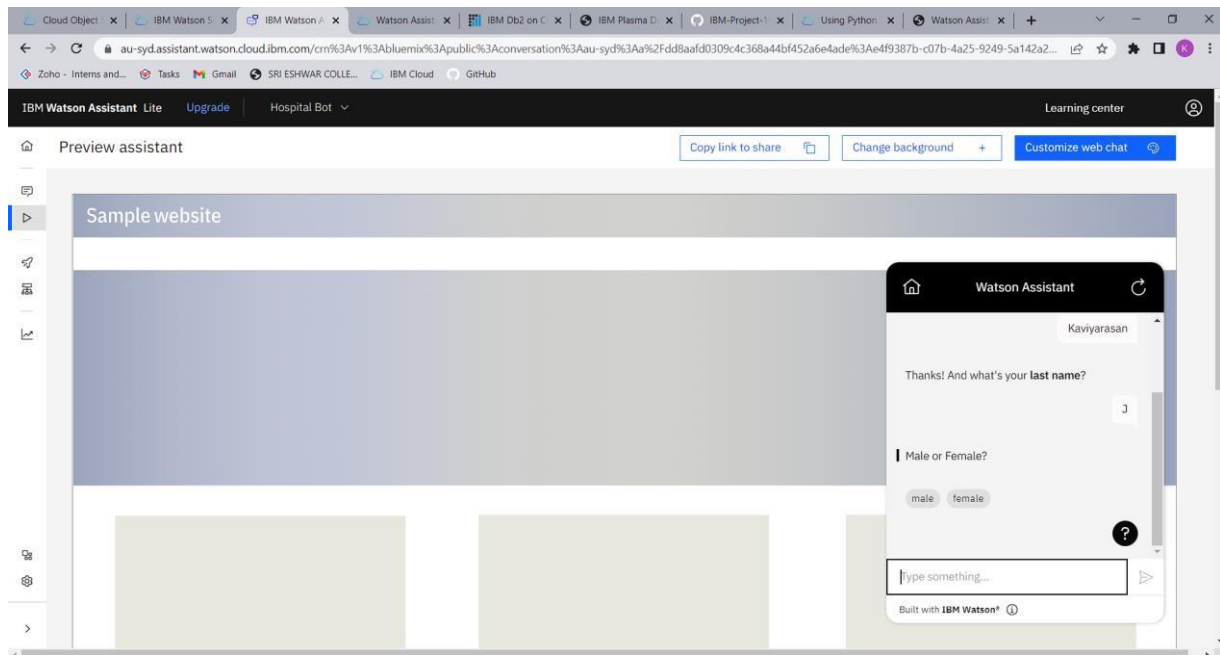 Cloud Object
IBM Watson S
IBM Watson A
Watson Assist
IBM Db2 on C
IBM Plasma D
IBM-Project-1
Using Python
Watson Assist
au-syd.assistant.watson.cloud.ibm.com/crn%3Av1%3Abluemix%3Apublic%3Aconversation%3Aau-syd%3Aa%2Fdd8aafd0309c4c368a44bf452a6e4ade%3Ae4f9387b-c07b-4a25-9249-5a142a2...
K
Zoho - Interns and...
Tasks
Gmail
SRI ESHWAR COLLE...
IBM Cloud
GitHub
IBM Watson Assistant Lite
Upgrade
Hospital Bot
Learning center
Preview assistant
Copy link to share
Change background +
Customize web chat
Sample website
Watson Assistant
Kaviyarasan
Thanks! And what's your last name?
J
Male or Female?
male
female
?
Type something...
Built with IBM Watson®